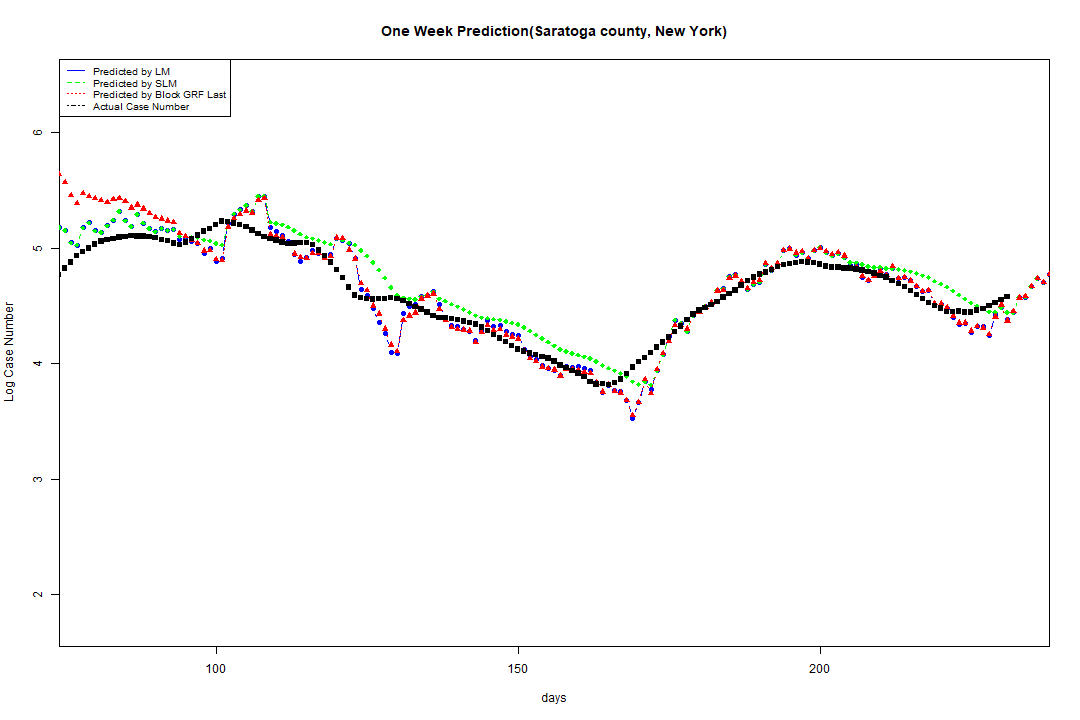 One Week Prediction(Saratoga county, New York)
Predicted by LM
Predicted by SLM
Predicted by Block GRF Last
Actual Case Number
Log Case Number
6
5
4
3
2
100 150 200
days